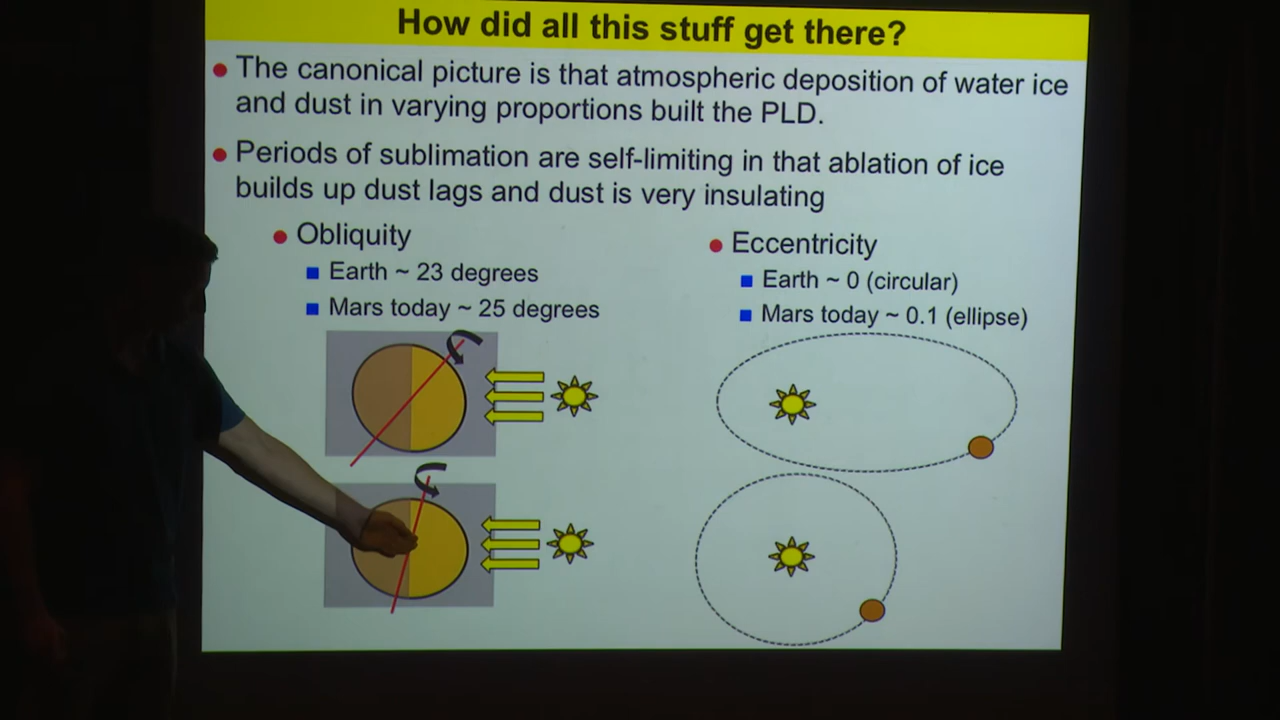 How did all this stuff get there?
The canonical picture is that atmospheric deposition of water ice
and dust in varying proportions built the PLD.
Periods of sublimation are self-limiting in that ablation of ice
builds up dust lags and dust is very insulating
Obliquity
Earth ~ 23 degrees
Mars today ~ 25 degrees
Eccentricity
Earth ~ 0 (circular)
Mars today ~ 0.1 (ellipse)